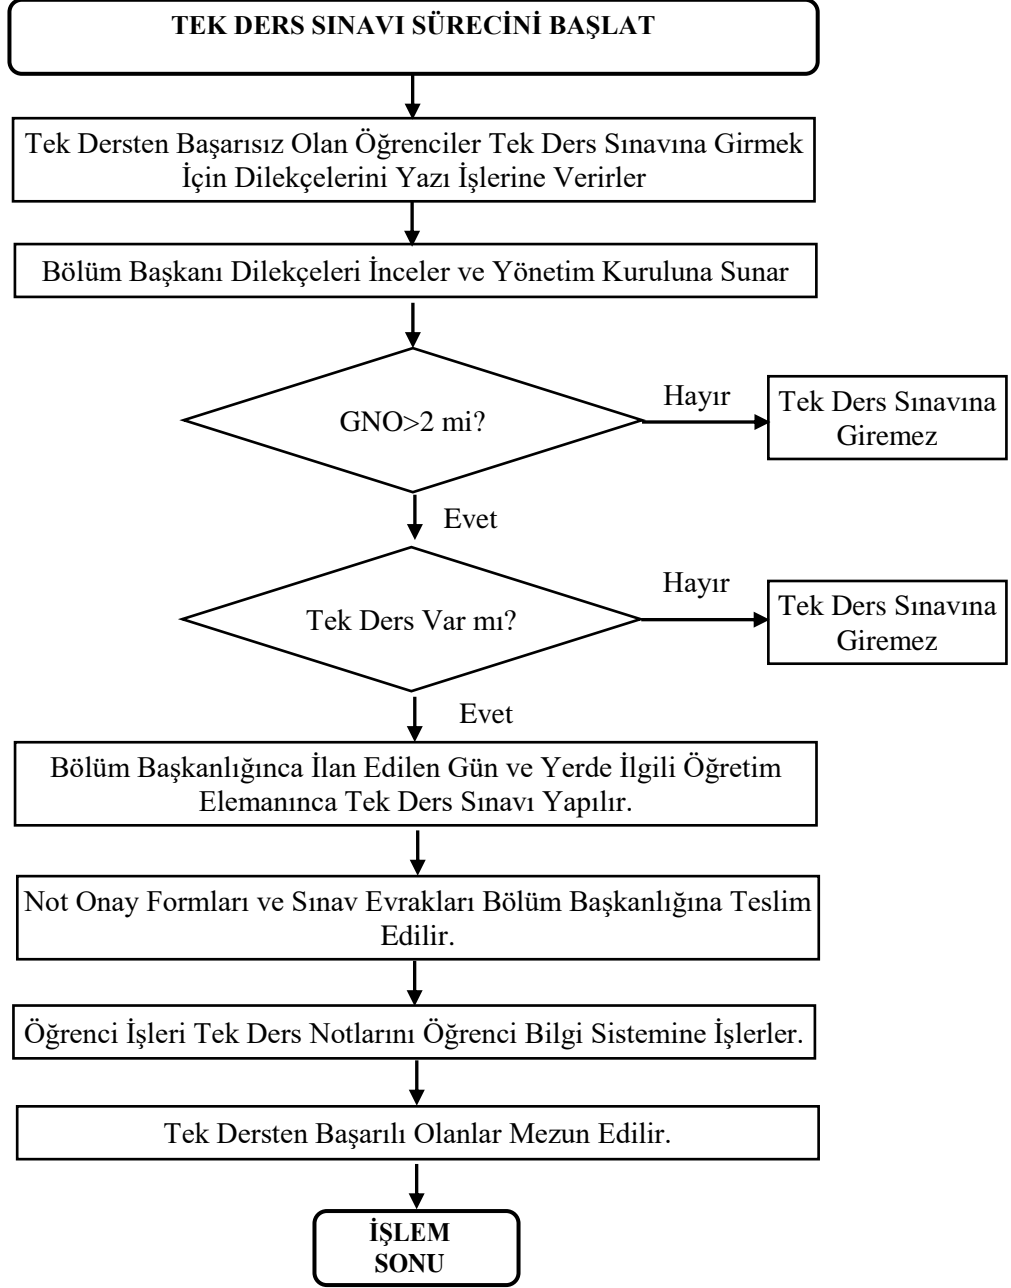 TEK DERS SINAVI SÜRECİNİ BAŞLAT
Tek Dersten Başarısız Olan Öğrenciler Tek Ders Sınavına Girmek
İçin Dilekçelerini Yazı İşlerine Verirler
Bölüm Başkanı Dilekçeleri İnceler ve Yönetim Kuruluna Sunar
GNO>2 mi?
Hayır
Tek Ders Sınavına
Giremez
Evet
Tek Ders Var mı?
Hayır
Tek Ders Sınavına
Giremez
Evet
Bölüm Başkanlığınca İlan Edilen Gün ve Yerde İlgili Öğretim
Elemanınca Tek Ders Sınavı Yapılır.
Not Onay Formları ve Sınav Evrakları Bölüm Başkanlığına Teslim
Edilir.
Öğrenci İşleri Tek Ders Notlarını Öğrenci Bilgi Sistemine İşlerler.
Tek Dersten Başarılı Olanlar Mezun Edilir.
İŞLEM
SONU